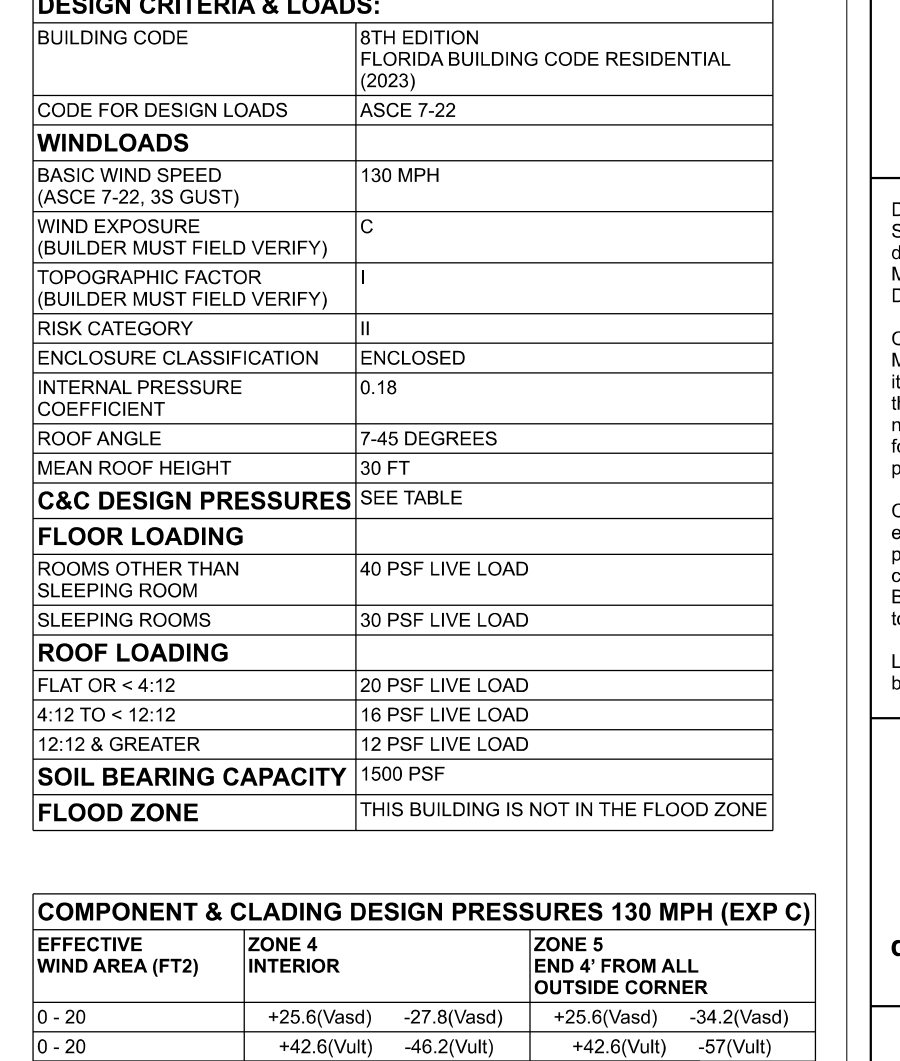 DESIGN CRITERIA & LOADS:
BUILDING CODE
8TH EDITION
FLORIDA BUILDING CODE RESIDENTIAL
(2023)
CODE FOR DESIGN LOADS
ASCE 7-22
WINDLOADS
BASIC WIND SPEED
(ASCE 7-22, 3S GUST)
130 MPH
WIND EXPOSURE
(BUILDER MUST FIELD VERIFY)
C
TOPOGRAPHIC FACTOR
(BUILDER MUST FIELD VERIFY)
I
RISK CATEGORY
II
ENCLOSURE CLASSIFICATION
ENCLOSED
INTERNAL PRESSURE
COEFFICIENT
0.18
ROOF ANGLE
7-45 DEGREES
MEAN ROOF HEIGHT
30 FT
C&C DESIGN PRESSURES
SEE TABLE
FLOOR LOADING
ROOMS OTHER THAN
SLEEPING ROOM
40 PSF LIVE LOAD
SLEEPING ROOMS
30 PSF LIVE LOAD
ROOF LOADING
FLAT OR < 4:12
20 PSF LIVE LOAD
4:12 TO < 12:12
16 PSF LIVE LOAD
12:12 & GREATER
12 PSF LIVE LOAD
SOIL BEARING CAPACITY
1500 PSF
FLOOD ZONE
THIS BUILDING IS NOT IN THE FLOOD ZONE
COMPONENT & CLADING DESIGN PRESSURES 130 MPH (EXP C)
EFFECTIVE
WIND AREA (FT2)
ZONE 4
INTERIOR
ZONE 5
END 4' FROM ALL
OUTSIDE CORNER
0 - 20
+25.6(Vasd) -27.8(Vasd)
+25.6(Vasd) -34.2(Vasd)
0 - 20
+42.6(Vult) -46.2(Vult)
+42.6(Vult) -57(Vult)